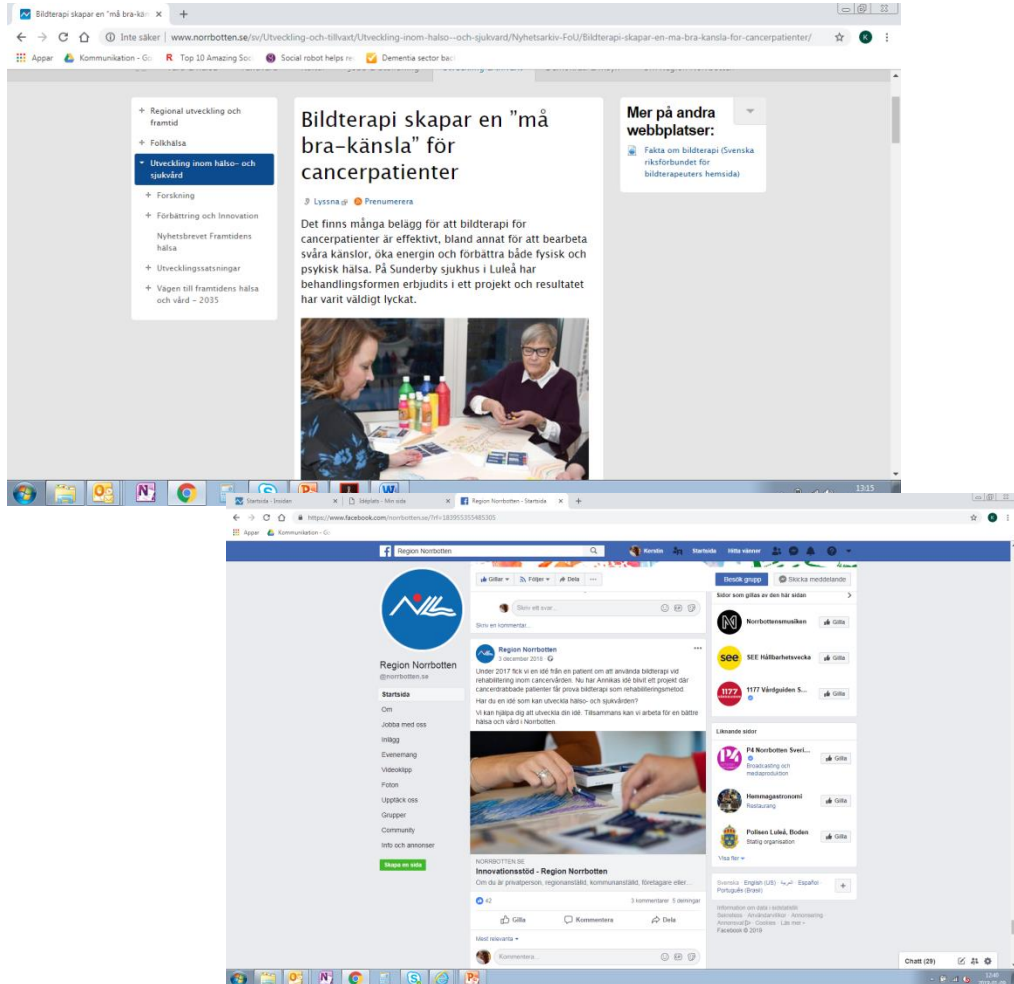 Bildterapi skapar en "må bra-kän
Inte säker | www.norrbotten.se/sv/Utveckling-och-tillvaxt/Utveckling-inom-halso--och-sjukvard/Nyhetsarkiv-FoU/Bildterapi-skapar-en-ma-bra-kansla-for-cancerpatienter/
Appar Kommunikation - Go Top 10 Amazing Soc Social robot helps re Dementia sector bac
+ Regional utveckling och
framtid
+ Folkhälsa
Utveckling inom hälso- och
sjukvård
+ Forskning
+ Förbättring och Innovation
Nyhetsbrevet Framtidens
hälsa
+ Utvecklingssatsningar
+ Vägen till framtidens hälsa
och vård – 2035
Bildterapi skapar en "må
bra-känsla" för
cancerpatienter
Lyssna Prenumerera
Det finns många belägg för att bildterapi för
cancerpatienter är effektivt, bland annat för att bearbeta
svåra känslor, öka energin och förbättra både fysisk och
psykisk hälsa. På Sunderby sjukhus i Luleå har
behandlingsformen erbjudits i ett projekt och resultatet
har varit väldigt lyckat.
Mer på andra
webbplatser:
Fakta om bildterapi (Svenska
riksförbundet för
bildterapeuters hemsida)
13:15
Startsida - Insidan Idéplats - Min sida Region Norrbotten - Startsida
https://www.facebook.com/norrbotten.se/?rf=183955355485305
Appar Kommunikation - Go
Region Norrbotten Kerstin Startsida Hitta vänner
Region Norrbotten
@norrbotten.se
Startsida
Om
Jobba med oss
Inlägg
Evenemang
Videoklipp
Foton
Upptäck oss
Grupper
Community
Info och annonser
Skapa en sida
Gillar Följer Dela
Skriv ett svar...
Skriv en kommentar...
Region Norrbotten
3 december 2018
Under 2017 fick vi en idé från en patient om att använda bildterapi vid
rehabilitering inom cancervården. Nu har Annikas idé blivit ett projekt där
cancerdrabbade patienter får prova bildterapi som rehabiliteringsmetod.
Har du en idé som kan utveckla hälso- och sjukvården?
Vi kan hjälpa dig att utveckla din idé. Tillsammans kan vi arbeta för en bättre
hälsa och vård i Norrbotten.
NORRBOTTEN.SE
Innovationsstöd - Region Norrbotten
Om du är privatperson, regionanställd, kommunanställd, företagare eller...
42 3 kommentarer 5 delningar
Gilla Kommentera Dela
Mest relevanta
Kommentera...
Besök grupp Skicka meddelande
Sidor som gillas av den här sidan
Norrbottensmusiken Gilla
see SEE Hållbarhetsvecka Gilla
1177 1177 Vårdguiden S... Gilla
Liknande sidor
P4 P4 Norrbotten Sveri... Gilla
Broadcasting och
mediaproduktion
Hemmagastronomi Gilla
Restaurang
Polisen Luleå, Boden Gilla
Statlig organisation
Visa fler
Svenska · English (US) · العربية · Español ·
Português (Brasil)
Facebook © 2019
Chatt (29)
12:40